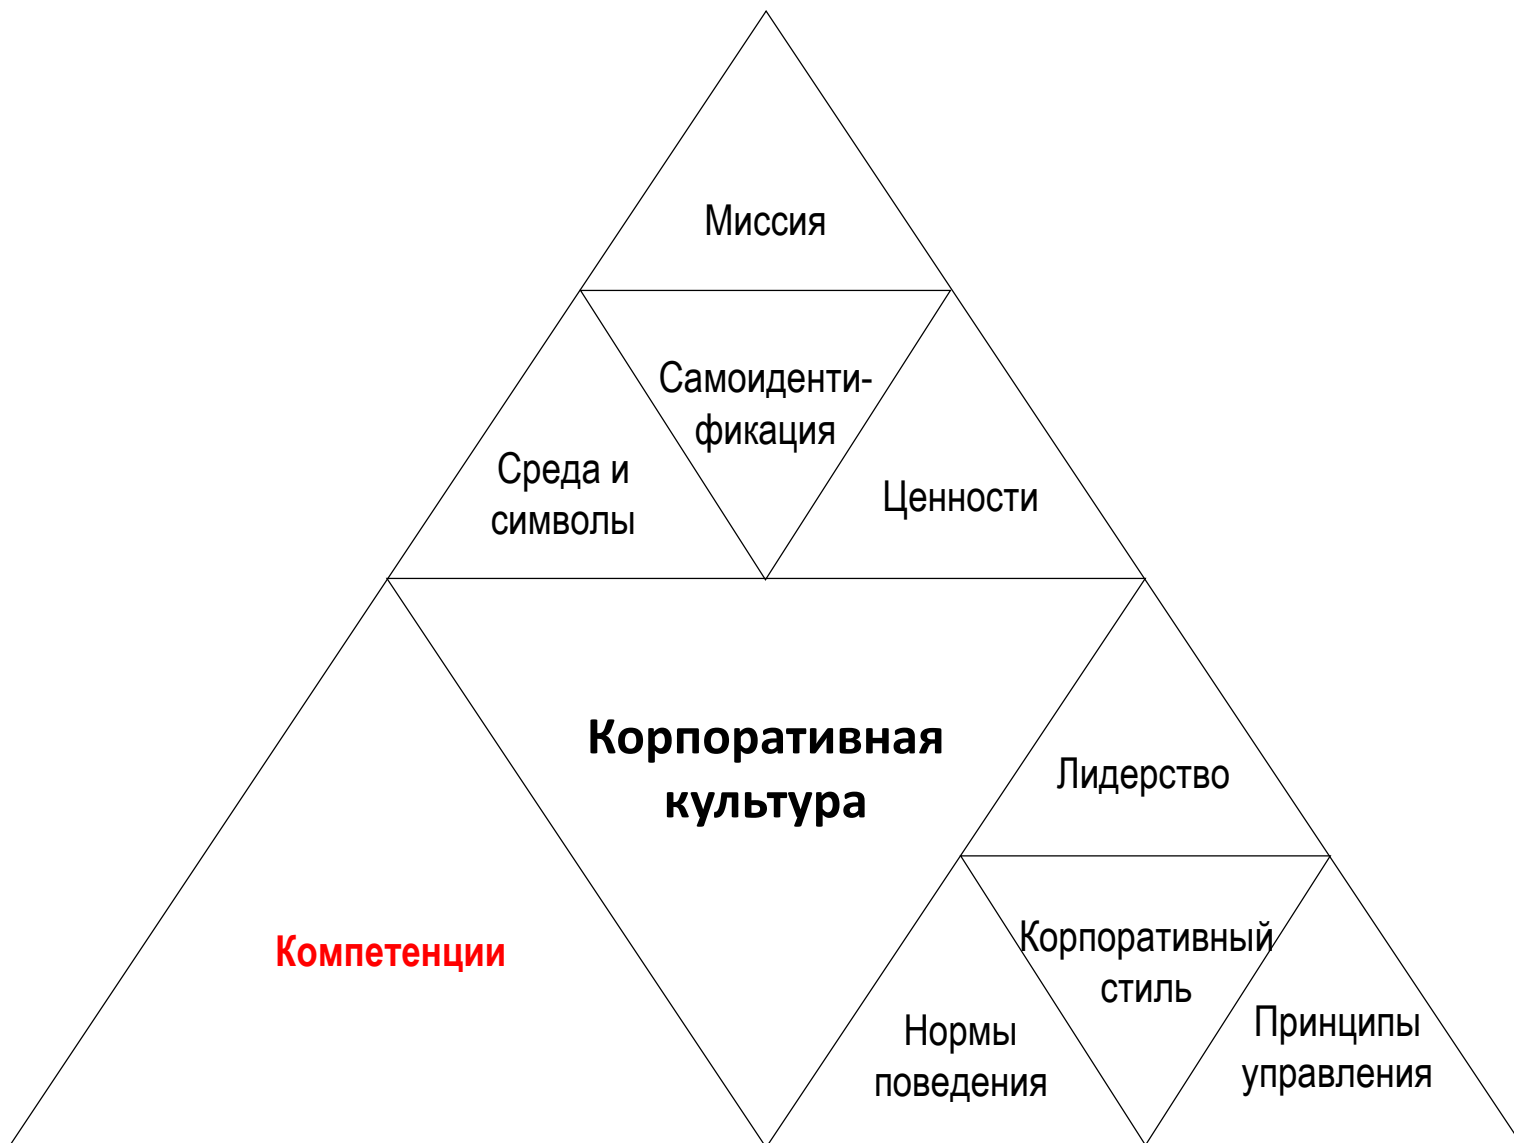 Миссия
Самоиденти-
фикация
Среда и
символы
Ценности
Корпоративная
культура
Лидерство
Компетенции
Корпоративный
стиль
Нормы
поведения
Принципы
управления